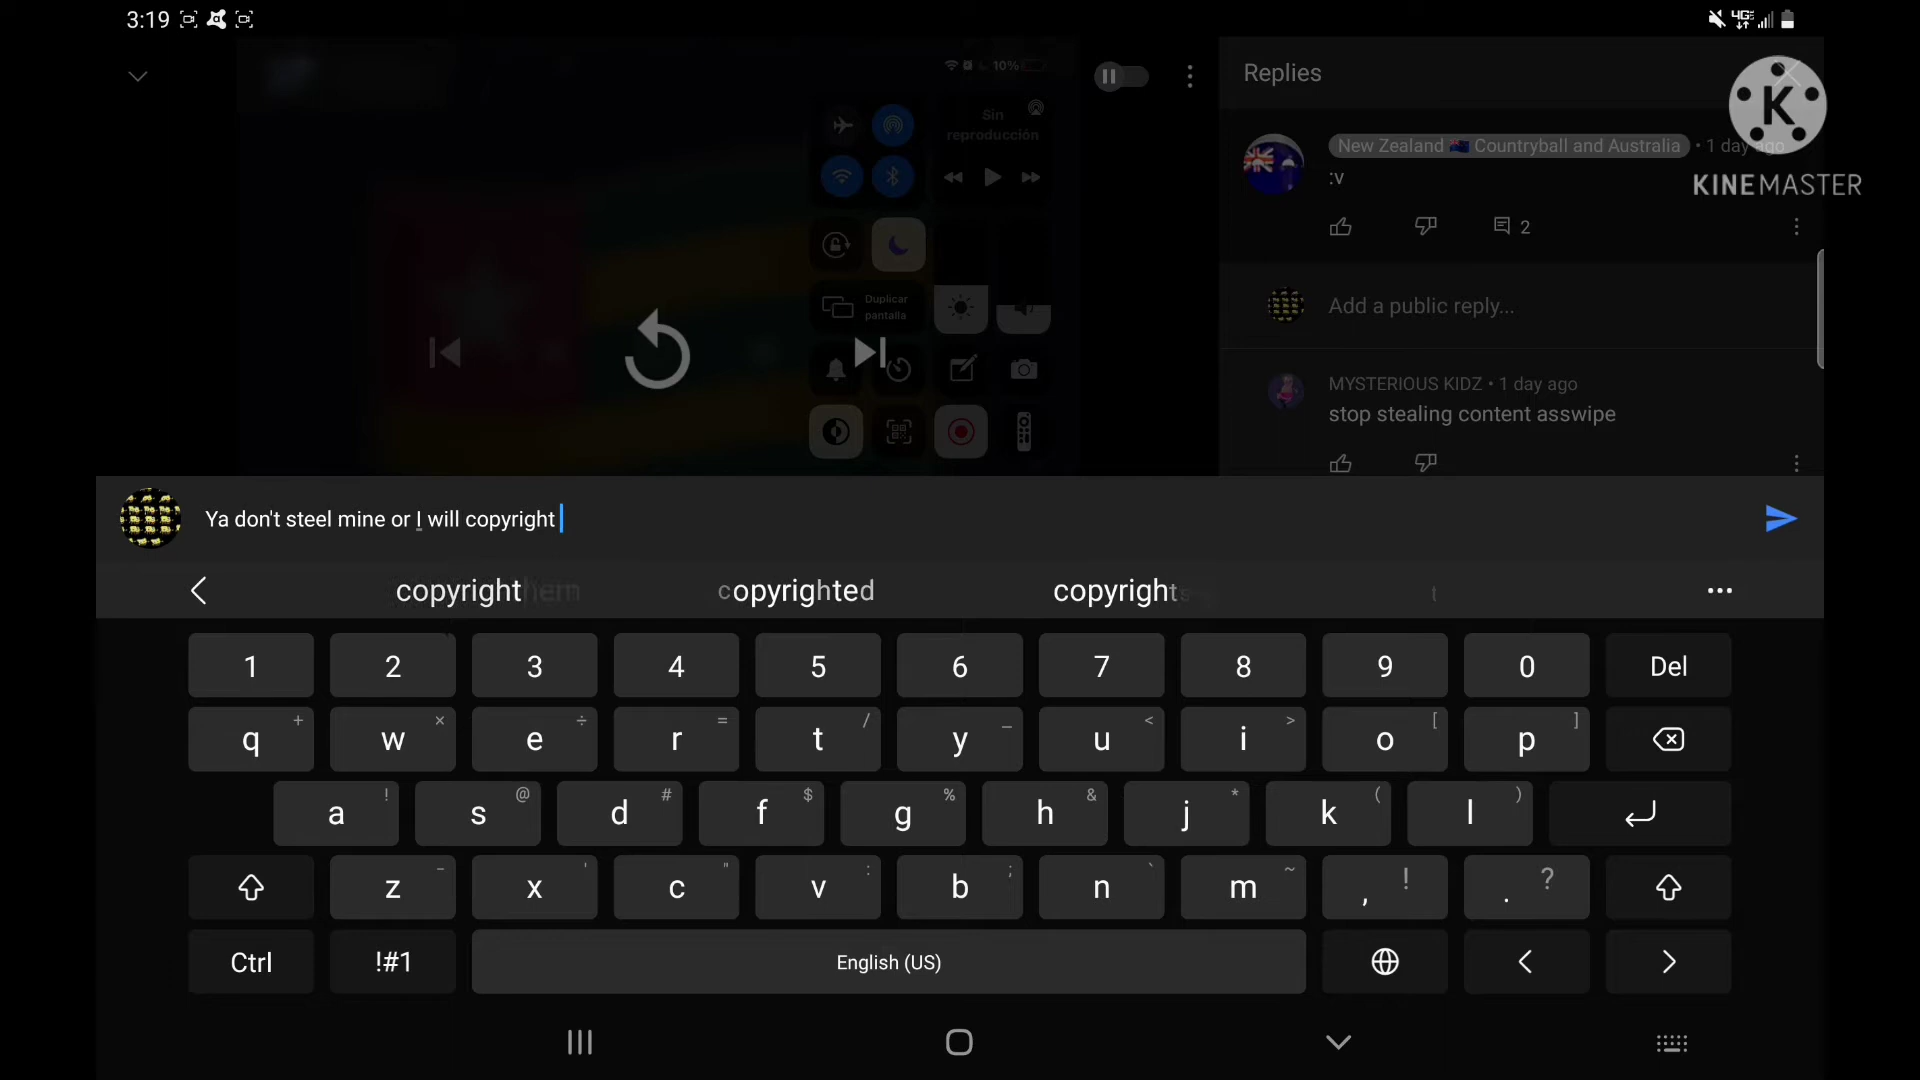 3:19
4G
10%
Sin
reproducción
Duplicar
pantalla
Replies
New Zealand 🇳🇿 Countryball and Australia • 1 day ago
:v
2
KINEMASTER
Add a public reply...
MYSTERIOUS KIDZ • 1 day ago
stop stealing content asswipe
Ya don't steel mine or I will copyright
copyright copyrighted copyright
1 2 3 4 5 6 7 8 9 0 Del
q + w × e ÷ r = t / y _ u < i > o [ p ]
a ! s @ d # f $ g % h & j * k ( l )
z - x ' c " v : b ; n ` m ~ , ! . ?
Ctrl !#1 English (US) < >